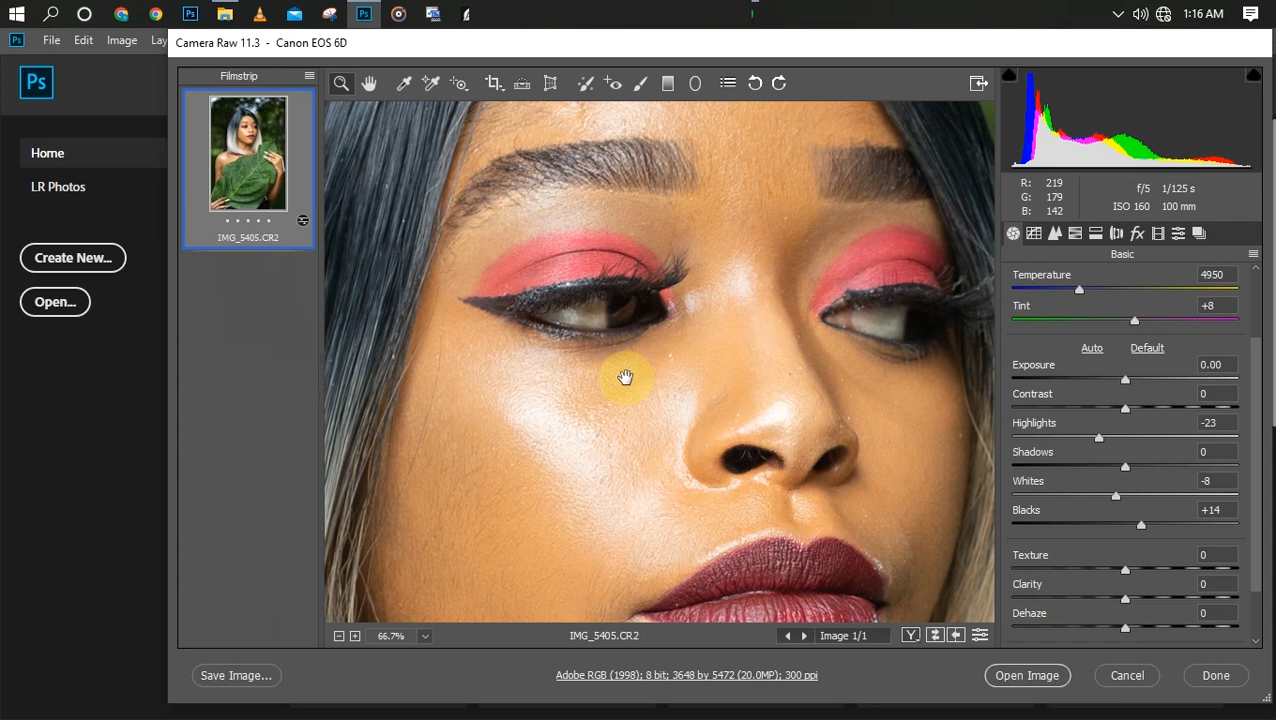 Ps
Ps
1:16 AM
Ps
File
Edit
Image
Lay
Camera Raw 11.3 - Canon EOS 6D
Ps
Home
LR Photos
Create New...
Open...
Filmstrip
IMG_5405.CR2
R: 219
G: 179
B: 142
f/5 1/125 s
ISO 160 100 mm
fx
Basic
Temperature 4950
Tint +8
Auto Default
Exposure 0.00
Contrast 0
Highlights -23
Shadows 0
Whites -8
Blacks +14
Texture 0
Clarity 0
Dehaze 0
66.7%
IMG_5405.CR2
Image 1/1
Y
Save Image...
Adobe RGB (1998); 8 bit; 3648 by 5472 (20.0MP); 300 ppi
Open Image
Cancel
Done